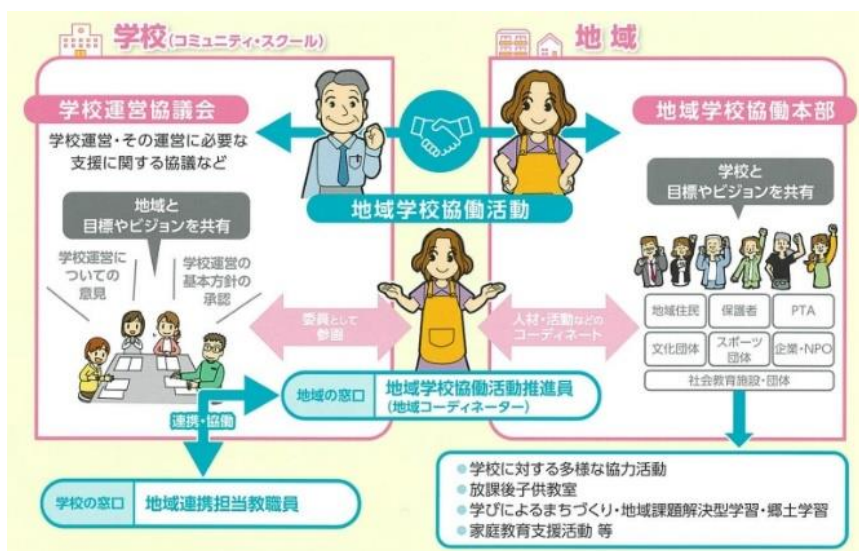 学校(コミュニティ・スクール)
地域
学校運営協議会
学校運営・その運営に必要な
支援に関する協議など
地域学校協働本部
地域学校協働活動
地域と
目標やビジョンを共有
学校と
目標やビジョンを共有
学校運営に
ついての
意見
学校運営の
基本方針の
承認
委員として
参画
人材・活動などの
コーディネート
地域住民
保護者
PTA
文化団体
スポーツ
団体
企業・NPO
社会教育施設・団体
地域の窓口
地域学校協働活動推進員
(地域コーディネーター)
連携・協働
学校の窓口
地域連携担当教職員
●学校に対する多様な協力活動
●放課後子供教室
●学びによるまちづくり・地域課題解決型学習・郷土学習
●家庭教育支援活動 等